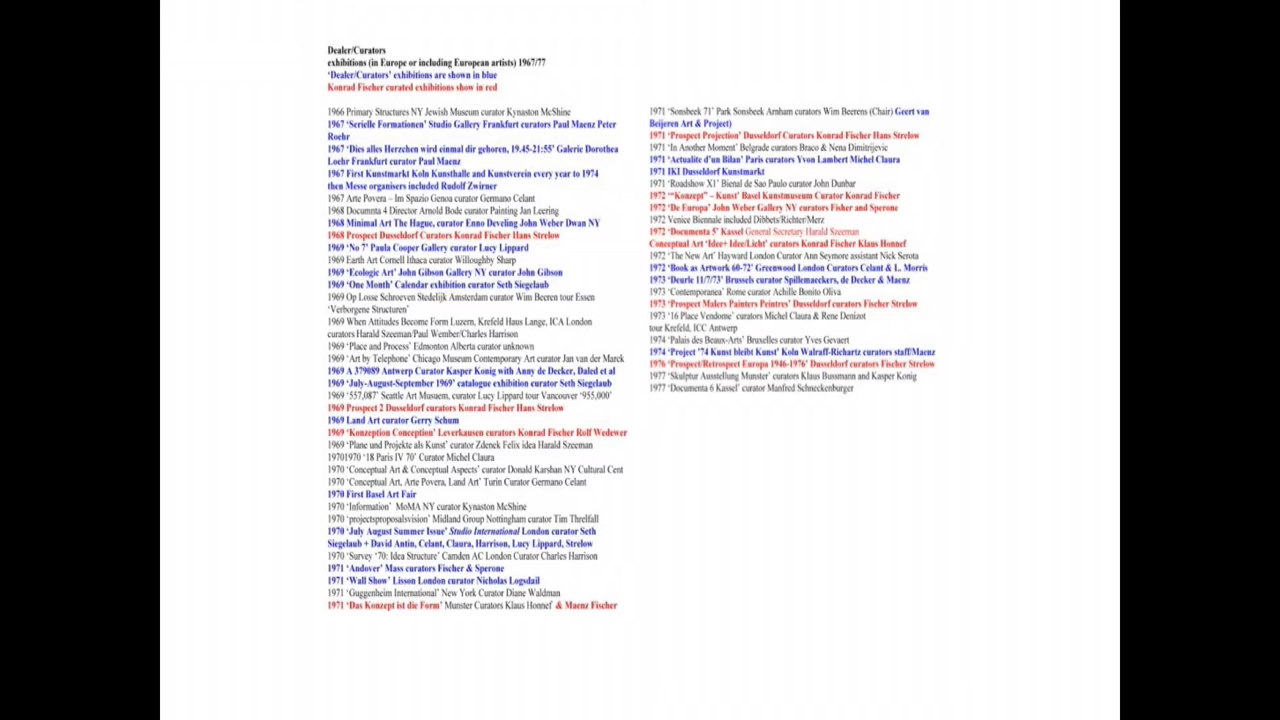 Dealer/Curators
exhibitions (in Europe or including European artists) 1967/77
'Dealer/Curators' exhibitions are shown in blue
Konrad Fischer curated exhibitions show in red
1966 Primary Structures NY Jewish Museum curator Kynaston McShine
1967 'Serielle Formationen' Studio Gallery Frankfurt curators Paul Maenz Peter
Roehr
1967 'Dies alles Herzchen wird einmal dir gehoren, 19.45-21:55' Galerie Dorothea
Loehr Frankfurt curator Paul Maenz
1967 First Kunstmarkt Koln Kunsthalle and Kunstverein every year to 1974
then Messe organisers included Rudolf Zwirner
1967 Arte Povera – Im Spazio Genoa curator Germano Celant
1968 Documnta 4 Director Arnold Bode curator Painting Jan Leering
1968 Minimal Art The Hague, curator Enno Develing John Weber Dwan NY
1968 Prospect Dusseldorf Curators Konrad Fischer Hans Strelow
1969 'No 7' Paula Cooper Gallery curator Lucy Lippard
1969 Earth Art Cornell Ithaca curator Willoughby Sharp
1969 'Ecologic Art' John Gibson Gallery NY curator John Gibson
1969 'One Month' Calendar exhibition curator Seth Siegelaub
1969 Op Losse Schroeven Stedelijk Amsterdam curator Wim Beeren tour Essen
'Verborgene Structuren'
1969 When Attitudes Become Form Luzern, Krefeld Haus Lange, ICA London
curators Harald Szeeman/Paul Wember/Charles Harrison
1969 'Place and Process' Edmonton Alberta curator unknown
1969 'Art by Telephone' Chicago Museum Contemporary Art curator Jan van der Marck
1969 A 379089 Antwerp Curator Kasper Konig with Anny de Decker, Daled et al
1969 'July-August-September 1969' catalogue exhibition curator Seth Siegelaub
1969 '557,087' Seattle Art Musaem, curator Lucy Lippard tour Vancouver '955,000'
1969 Prospect 2 Dusseldorf curators Konrad Fischer Hans Strelow
1969 Land Art curator Gerry Schum
1969 'Konzeption Conception' Leverkausen curators Konrad Fischer Rolf Wedewer
1969 'Plane und Projekte als Kunst' curator Zdenek Felix idea Harald Szeeman
19701970 '18 Paris IV 70' Curator Michel Claura
1970 'Conceptual Art & Conceptual Aspects' curator Donald Karshan NY Cultural Cent
1970 'Conceptual Art, Arte Povera, Land Art' Turin Curator Germano Celant
1970 First Basel Art Fair
1970 'Information' MoMA NY curator Kynaston McShine
1970 'projectsproposalsvision' Midland Group Nottingham curator Tim Threlfall
1970 'July August Summer Issue' Studio International London curator Seth
Siegelaub + David Antin, Celant, Claura, Harrison, Lucy Lippard, Strelow
1970 'Survey '70: Idea Structure' Camden AC London Curator Charles Harrison
1971 'Andover' Mass curators Fischer & Sperone
1971 'Wall Show' Lisson London curator Nicholas Logsdail
1971 'Guggenheim International' New York Curator Diane Waldman
1971 'Das Konzept ist die Form' Munster Curators Klaus Honnef & Maenz Fischer
1971 'Sonsbeek 71' Park Sonsbeek Arnham curators Wim Beerens (Chair) Geert van
Beijeren Art & Project)
1971 'Prospect Projection' Dusseldorf Curators Konrad Fischer Hans Strelow
1971 'In Another Moment' Belgrade curators Braco & Nena Dimitrijevic
1971 'Actualite d'un Bilan' Paris curators Yvon Lambert Michel Claura
1971 IKI Dusseldorf Kunstmarkt
1971 'Roadshow X1' Bienal de Sao Paulo curator John Dunbar
1972 '"Konzept" – Kunst' Basel Kunstmuseum Curator Konrad Fischer
1972 'De Europa' John Weber Gallery NY curators Fisher and Sperone
1972 Venice Biennale included Dibbets/Richter/Merz
1972 'Documenta 5' Kassel General Secretary Harald Szeeman
Conceptual Art 'Idee+ Idee/Licht' curators Konrad Fischer Klaus Honnef
1972 'The New Art' Hayward London Curator Ann Seymore assistant Nick Serota
1972 'Book as Artwork 60-72' Greenwood London Curators Celant & L. Morris
1973 'Deurle 11/7/73' Brussels curator Spillemaeckers, de Decker & Maenz
1973 'Contemporanea' Rome curator Achille Bonito Oliva
1973 'Prospect Malers Painters Peintres' Dusseldorf curators Fischer Strelow
1973 '16 Place Vendome' curators Michel Claura & Rene Denizot
tour Krefeld, ICC Antwerp
1974 'Palais des Beaux-Arts' Bruxelles curator Yves Gevaert
1974 'Project '74 Kunst bleibt Kunst' Koln Walraff-Richartz curators staff/Maenz
1976 'Prospect/Retrospect Europa 1946-1976' Dusseldorf curators Fischer Strelow
1977 'Skulptur Ausstellung Munster' curators Klaus Bussmann and Kasper Konig
1977 'Documenta 6 Kassel' curator Manfred Schneckenburger